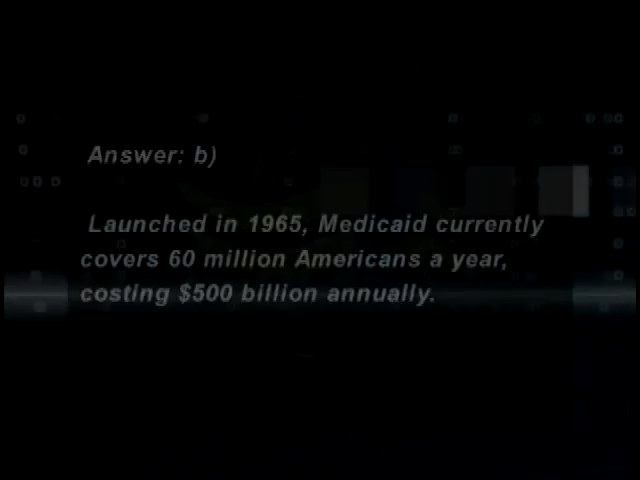 Answer: b)
Launched in 1965, Medicaid currently
covers 60 million Americans a year,
costing $500 billion annually.